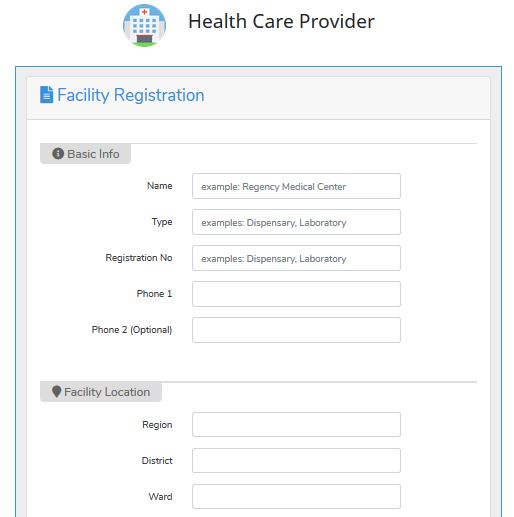 Health Care Provider
Facility Registration
Basic Info
Name example: Regency Medical Center
Type examples: Dispensary, Laboratory
Registration No examples: Dispensary, Laboratory
Phone 1
Phone 2 (Optional)
Facility Location
Region
District
Ward